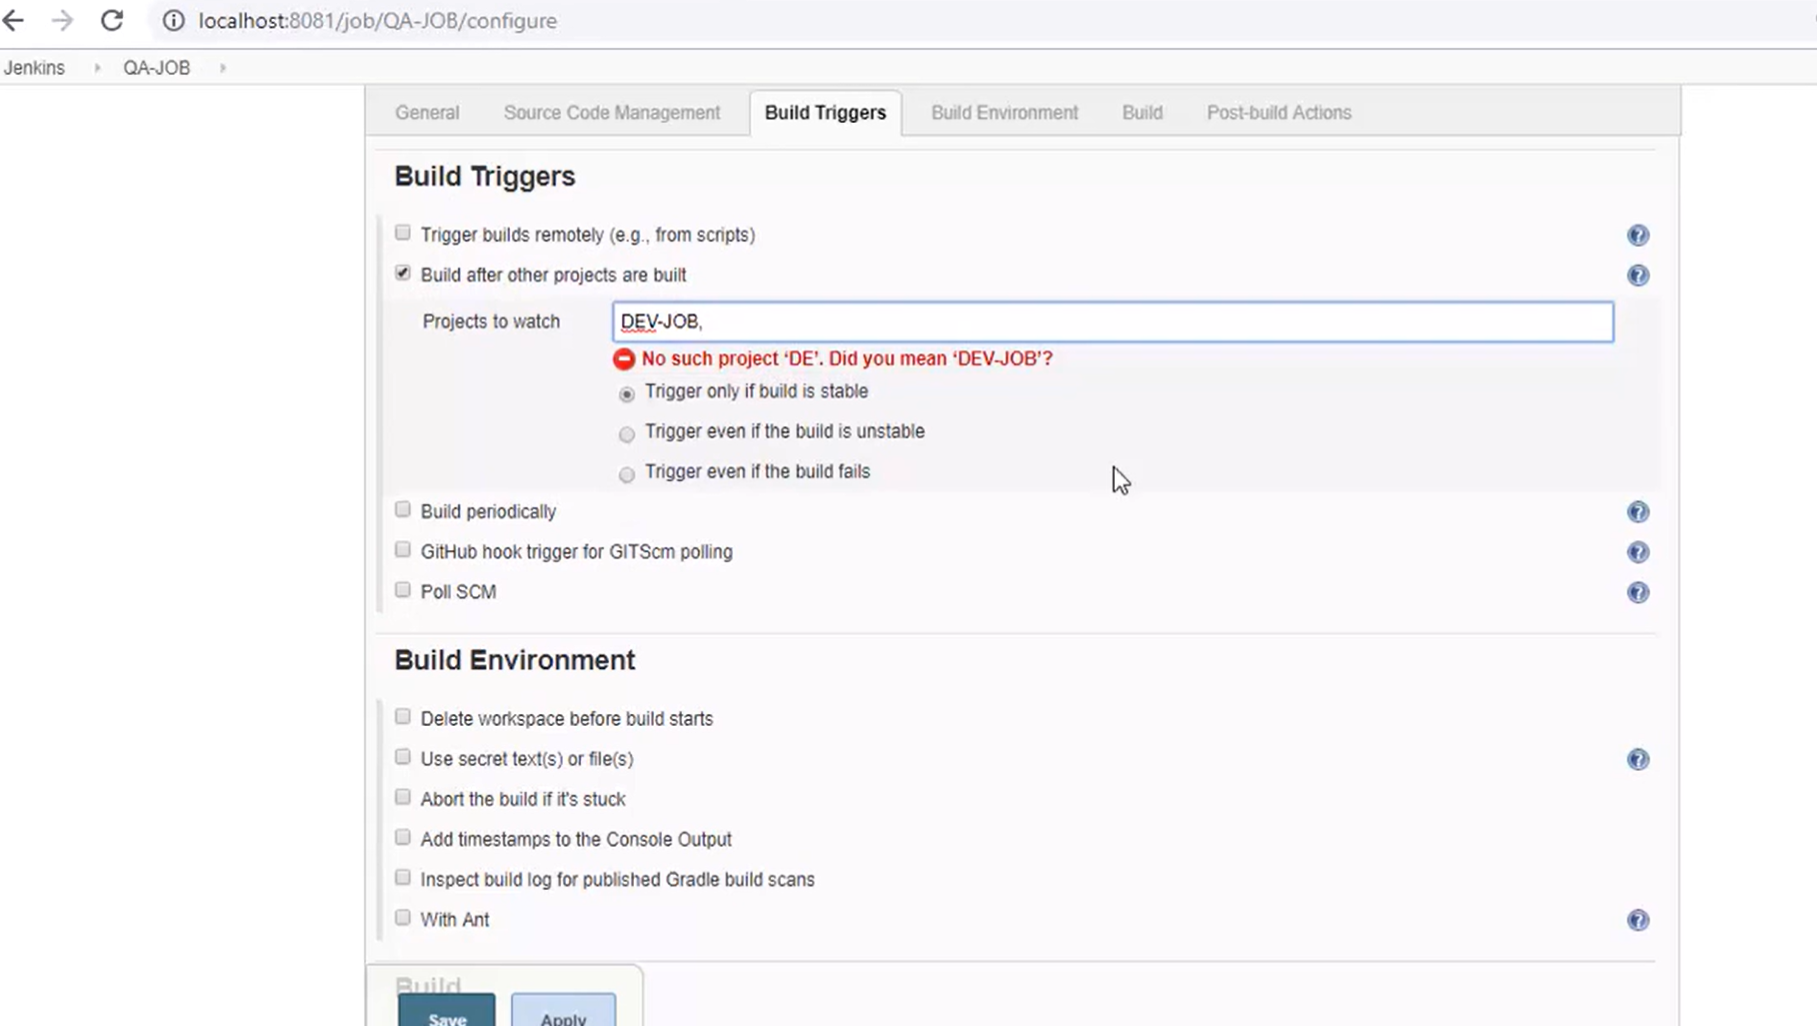 localhost:8081/job/QA-JOB/configure
Jenkins QA-JOB
General Source Code Management Build Triggers Build Environment Build Post-build Actions
Build Triggers
Trigger builds remotely (e.g., from scripts)
Build after other projects are built
Projects to watch DEV-JOB,
No such project ‘DE’. Did you mean ‘DEV-JOB’?
Trigger only if build is stable
Trigger even if the build is unstable
Trigger even if the build fails
Build periodically
GitHub hook trigger for GITScm polling
Poll SCM
Build Environment
Delete workspace before build starts
Use secret text(s) or file(s)
Abort the build if it's stuck
Add timestamps to the Console Output
Inspect build log for published Gradle build scans
With Ant
Build
Save Apply